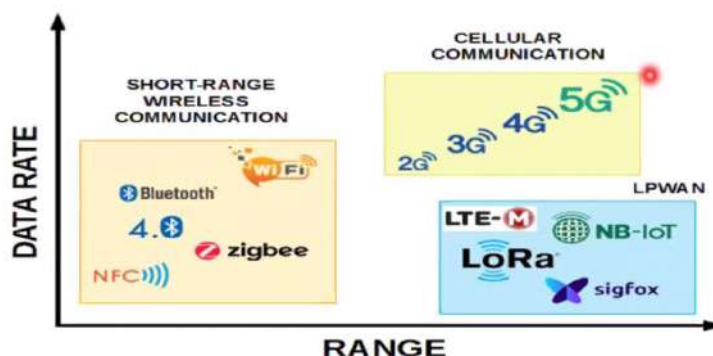 CELLULAR
COMMUNICATION
SHORT-RANGE
WIRELESS
COMMUNICATION
2G
3G
4G
5G
DATA RATE
WiFi
Bluetooth
4.0
zigbee
NFC
LPWAN
LTE-M
NB-IoT
LoRa
sigfox
RANGE